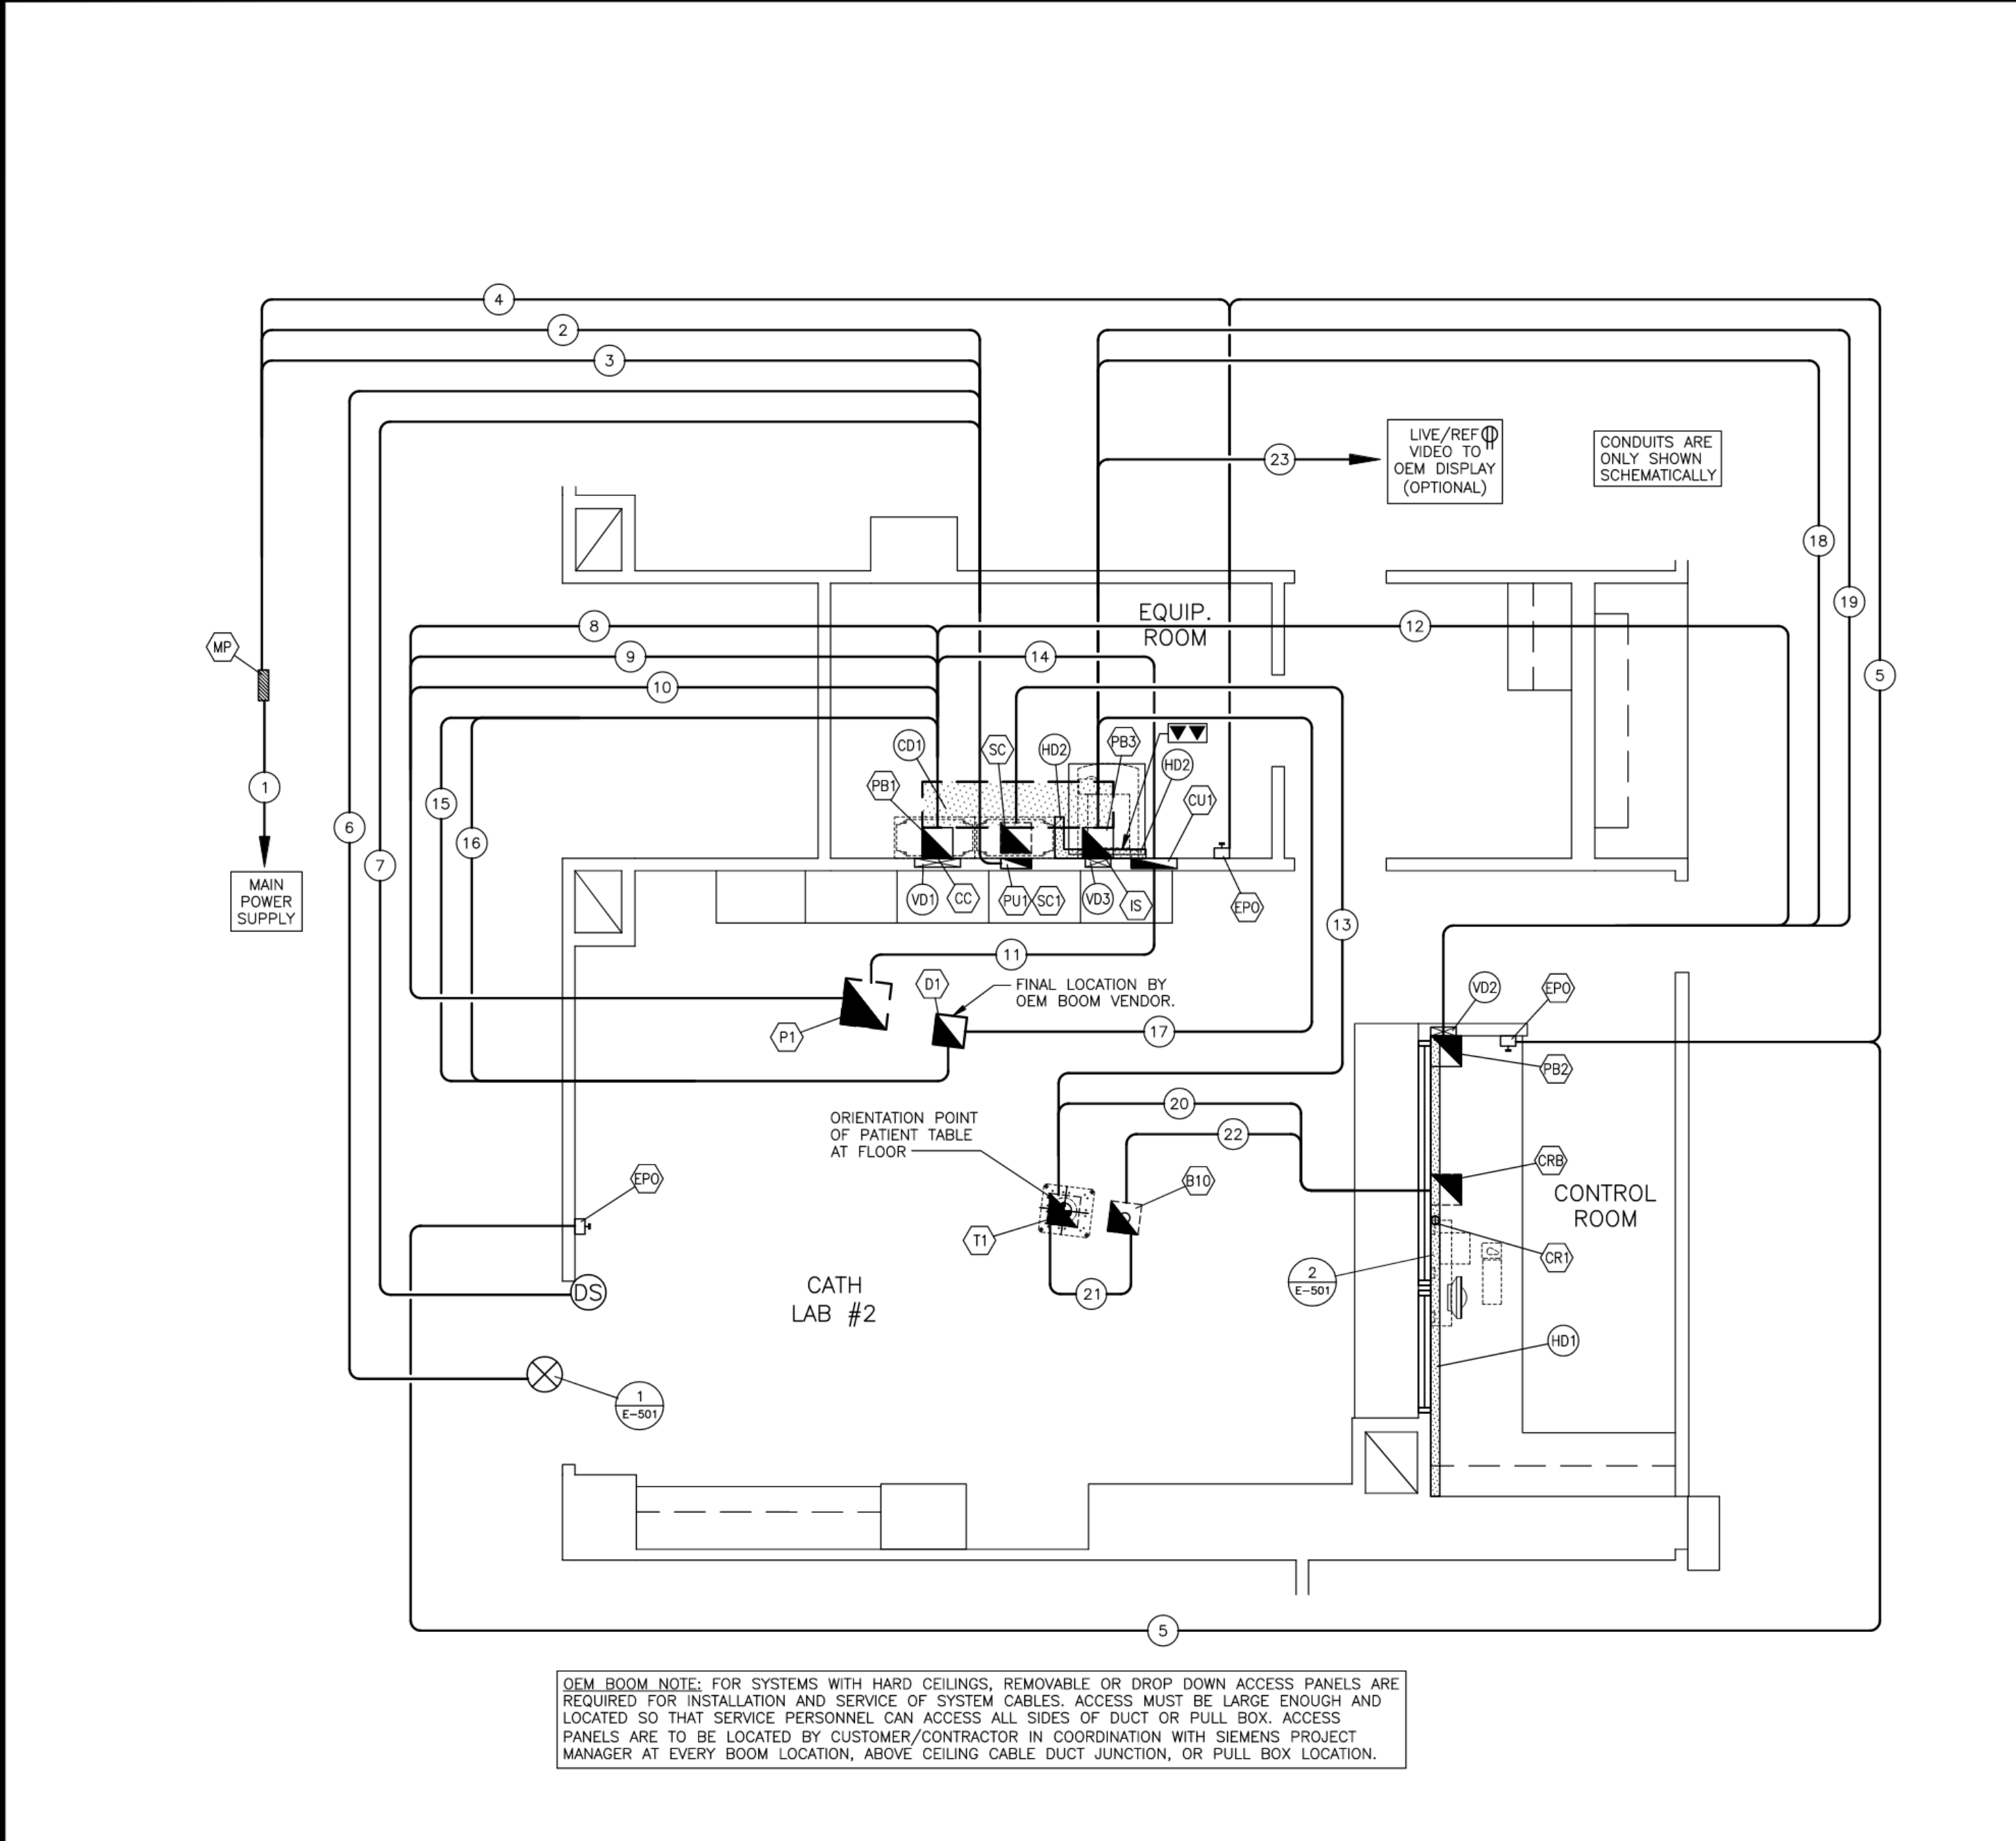 4
2
3
LIVE/REF
VIDEO TO
OEM DISPLAY
(OPTIONAL)
CONDUITS ARE
ONLY SHOWN
SCHEMATICALLY
23
18
19
EQUIP.
ROOM
8
12
MP
9
14
10
5
CD1
SC
HD2
PB3
HD2
PB1
CU1
1
15
6
16
7
MAIN
POWER
SUPPLY
VD1
CC
PU1
SC1
VD3
IS
EPO
13
11
D1
FINAL LOCATION BY
OEM BOOM VENDOR.
VD2
EPO
P1
17
PB2
20
ORIENTATION POINT
OF PATIENT TABLE
AT FLOOR
22
CRB
EPO
B10
CONTROL
ROOM
T1
CR1
CATH
LAB #2
DS
21
2
E-501
HD1
1
E-501
5
OEM BOOM NOTE: FOR SYSTEMS WITH HARD CEILINGS, REMOVABLE OR DROP DOWN ACCESS PANELS ARE
REQUIRED FOR INSTALLATION AND SERVICE OF SYSTEM CABLES. ACCESS MUST BE LARGE ENOUGH AND
LOCATED SO THAT SERVICE PERSONNEL CAN ACCESS ALL SIDES OF DUCT OR PULL BOX. ACCESS
PANELS ARE TO BE LOCATED BY CUSTOMER/CONTRACTOR IN COORDINATION WITH SIEMENS PROJECT
MANAGER AT EVERY BOOM LOCATION, ABOVE CEILING CABLE DUCT JUNCTION, OR PULL BOX LOCATION.